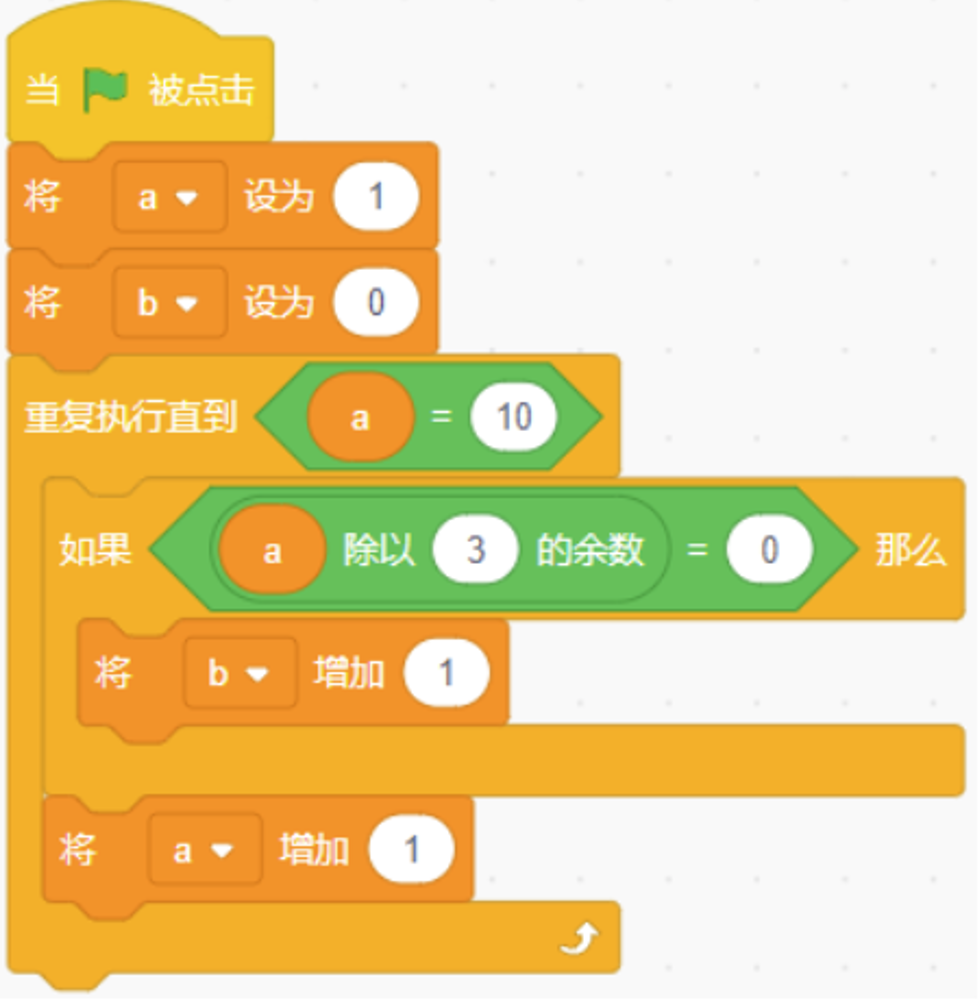 当 被点击
将 a 设为 1
将 b 设为 0
重复执行直到 a = 10
如果 a 除以 3 的余数 = 0 那么
将 b 增加 1
将 a 增加 1